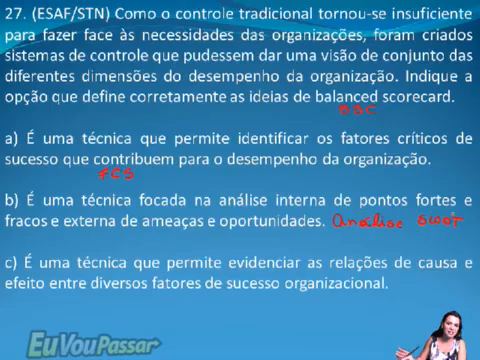 27. (ESAF/STN) Como o controle tradicional tornou-se insuficiente
para fazer face às necessidades das organizações, foram criados
sistemas de controle que pudessem dar uma visão de conjunto das
diferentes dimensões do desempenho da organização. Indique a
opção que define corretamente as ideias de balanced scorecard.
BSC
a) É uma técnica que permite identificar os fatores críticos de
sucesso que contribuem para o desempenho da organização.
FCS
b) É uma técnica focada na análise interna de pontos fortes e
fracos e externa de ameaças e oportunidades. Análise SWOT
c) É uma técnica que permite evidenciar as relações de causa e
efeito entre diversos fatores de sucesso organizacional.
EuVouPassar